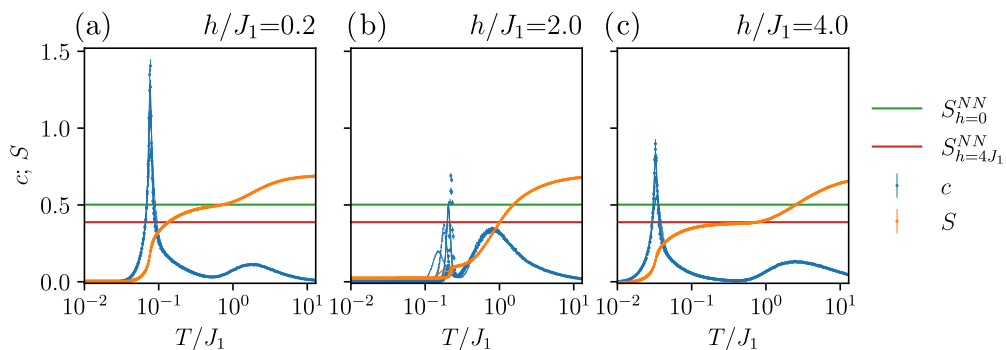 (a) h/J₁=0.2 (b) h/J₁=2.0 (c) h/J₁=4.0
1.5
1.0
0.5
0.0
c; S
10⁻² 10⁻¹ 10⁰ 10¹ 10⁻² 10⁻¹ 10⁰ 10¹ 10⁻² 10⁻¹ 10⁰ 10¹
T/J₁ T/J₁ T/J₁
S^{NN}_{h=0}
S^{NN}_{h=4J₁}
c
S